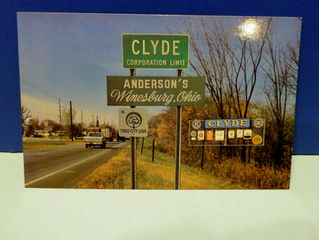 CLYDE
CORPORATION LIMIT
ANDERSON'S
Winesburg, Ohio
TREE CITY USA
CLYDE